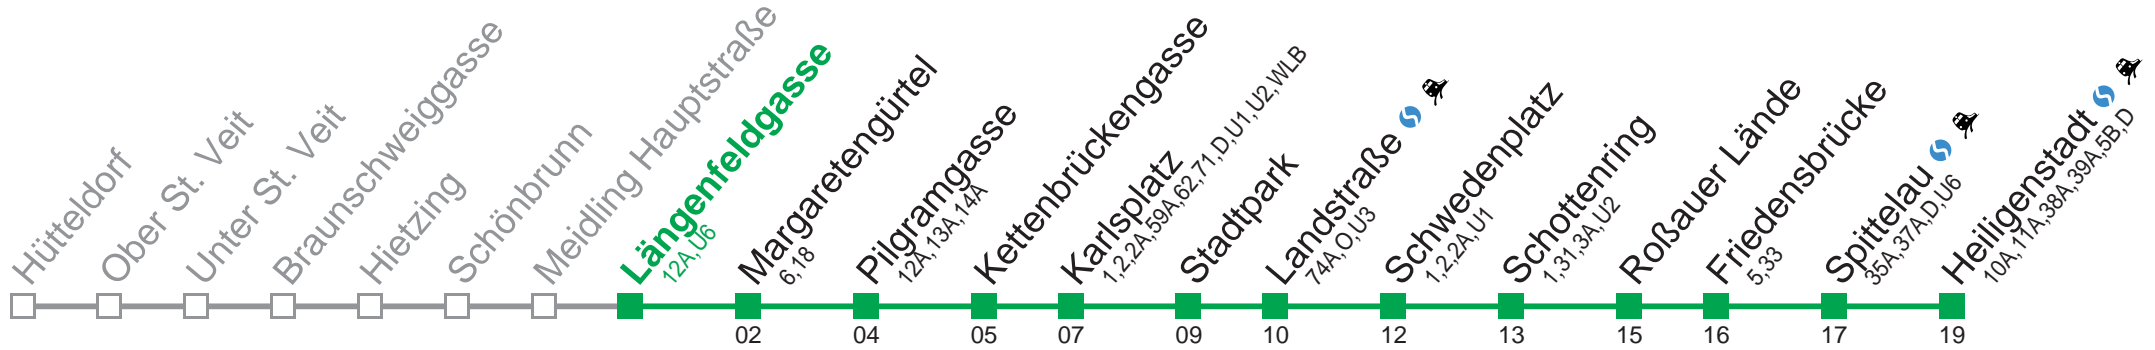 Hütteldorf
Ober St. Veit
Unter St. Veit
Braunschweiggasse
Hietzing
Schönbrunn
Meidling Hauptstraße
Längenfeldgasse
12A,U6
Margaretengürtel
6,18
Pilgramgasse
12A,13A,14A
Kettenbrückengasse
Karlsplatz
1,2,2A,59A,62,71,D,U1,U2,WLB
Stadtpark
Landstraße
74A,O,U3
Schwedenplatz
1,2,2A,U1
Schottenring
1,31,3A,U2
Roßauer Lände
Friedensbrücke
5,33
Spittelau
35A,37A,D,U6
Heiligenstadt
10A,11A,38A,39A,5B,D
02 04 05 07 09 10 12 13 15 16 17 19